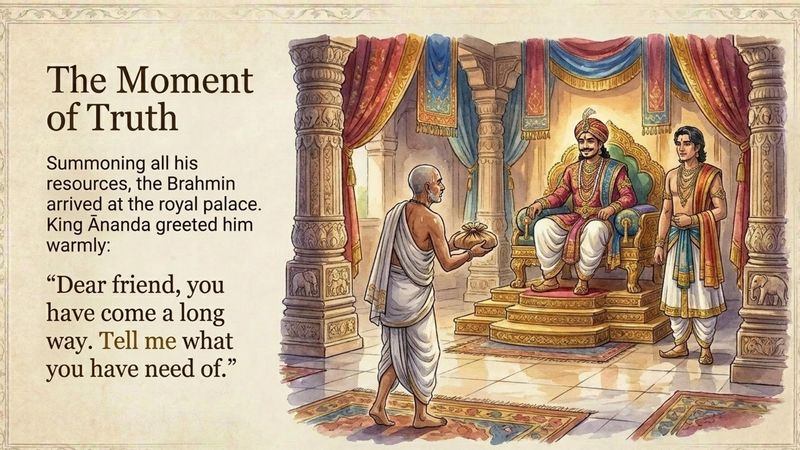 The Moment
of Truth
Summoning all his
resources, the Brahmin
arrived at the royal palace.
King Ānanda greeted him
warmly:
“Dear friend, you
have come a long
way. Tell me what
you have need of.”